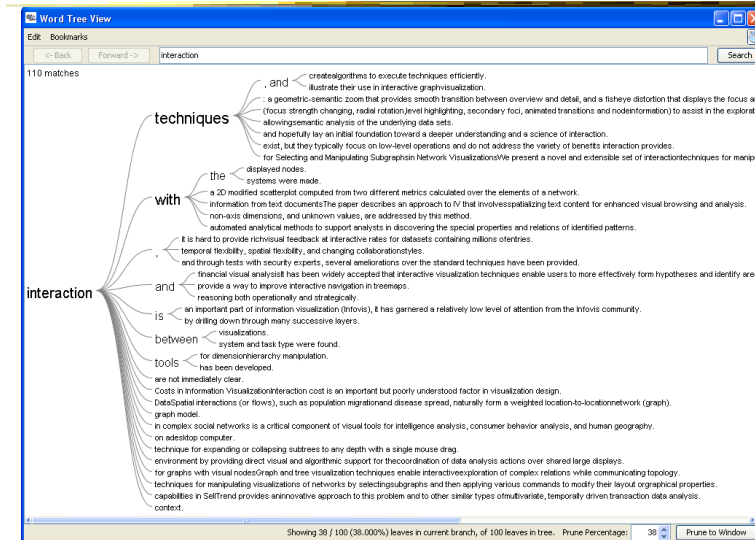 Word Tree View
Edit Bookmarks
<- Back Forward -> interaction Search
110 matches
, and
createalgorithms to execute techniques efficiently.
illustrate their use in interactive graphvisualization.
techniques
: a geometric-semantic zoom that provides smooth transition between overview and detail, and a fisheye distortion that displays the focus a
(focus strength changing, radial rotation,level highlighting, secondary foci, animated transitions and nodeinformation) to assist in the explorat
allowingsemantic analysis of the underlying data sets.
and hopefully lay an initial foundation toward a deeper understanding and a science of interaction.
exist, but they typically focus on low-level operations and do not address the variety of benefits interaction provides.
for Selecting and Manipulating Subgraphsin Network VisualizationsWe present a novel and extensible set of interactiontechniques for manip
the
displayed nodes.
systems were made.
with
a 2D modified scatterplot computed from two different metrics calculated over the elements of a network.
information from text documentsThe paper describes an approach to IV that involvesspatializing text content for enhanced visual browsing and analysis.
non-axis dimensions, and unknown values, are addressed by this method.
automated analytical methods to support analysts in discovering the special properties and relations of identified patterns.
,
it is hard to provide richvisual feedback at interactive rates for datasets containing millions ofentries.
temporal flexibility, spatial flexibility, and changing collaborationstyles.
and through tests with security experts, several ameliorations over the standard techniques have been provided.
interaction
and
financial visual analysisIt has been widely accepted that interactive visualization techniques enable users to more effectively form hypotheses and identify are
provide a way to improve interactive navigation in treemaps.
reasoning both operationally and strategically.
is
an important part of information visualization (Infovis), it has garnered a relatively low level of attention from the Infovis community.
by drilling down through many successive layers.
between
visualizations.
system and task type were found.
tools
for dimensionhierarchy manipulation.
has been developed.
are not immediately clear.
Costs in Information VisualizationInteraction cost is an important but poorly understood factor in visualization design.
DataSpatial interactions (or flows), such as population migrationand disease spread, naturally form a weighted location-to-locationnetwork (graph).
graph model.
in complex social networks is a critical component of visual tools for intelligence analysis, consumer behavior analysis, and human geography.
on adesktop computer.
technique for expanding or collapsing subtrees to any depth with a single mouse drag.
environment by providing direct visual and algorithmic support for thecoordination of data analysis actions over shared large displays.
for graphs with visual nodesGraph and tree visualization techniques enable interactiveexploration of complex relations while communicating topology.
techniques for manipulating visualizations of networks by selectingsubgraphs and then applying various commands to modify their layout orgraphical properties.
capabilities in SellTrend provides aninnovative approach to this problem and to other similar types ofmultivariate, temporally driven transaction data analysis.
context.
Showing 38 / 100 (38.000%) leaves in current branch, of 100 leaves in tree. Prune Percentage: 38 Prune to Window